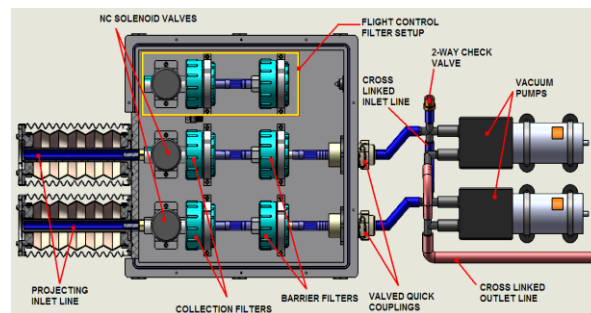 NC SOLENOID VALVES
FLIGHT CONTROL
FILTER SETUP
2-WAY CHECK
VALVE
CROSS
LINKED
INLET LINE
VACUUM
PUMPS
PROJECTING
INLET LINE
COLLECTION FILTERS
BARRIER FILTERS
VALVED QUICK
COUPLINGS
CROSS LINKED
OUTLET LINE